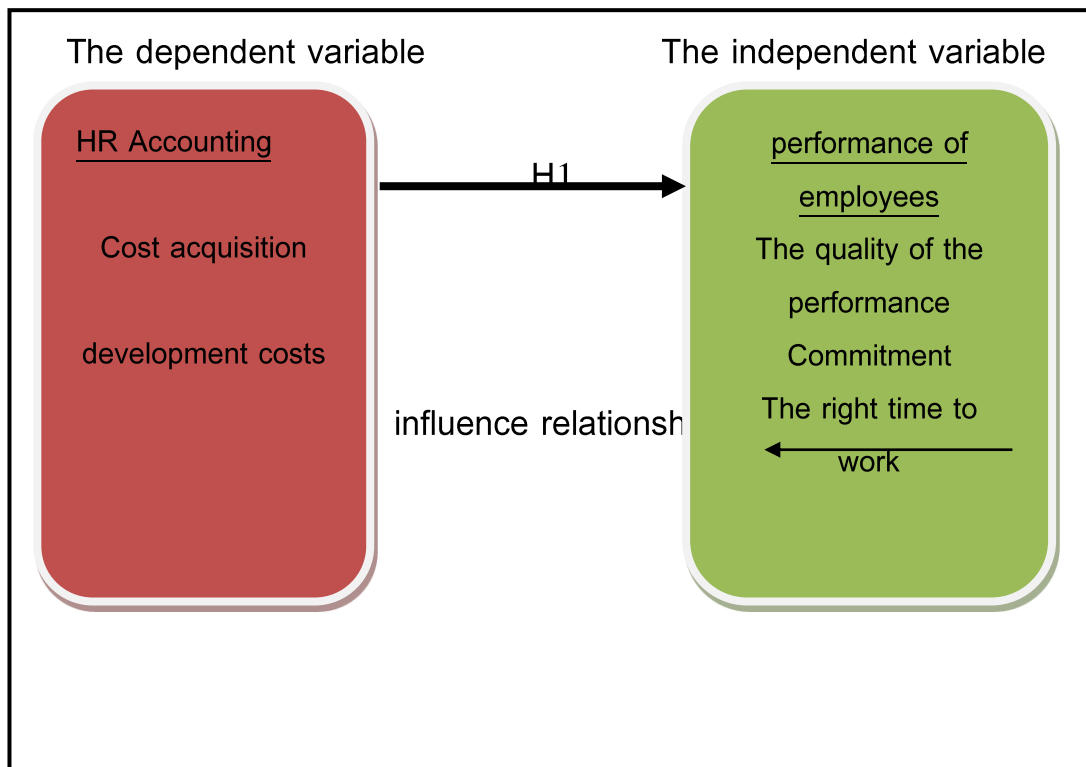 The dependent variable
The independent variable
HR Accounting
Cost acquisition
development costs
H1
influence relationsh
performance of
employees
The quality of the
performance
Commitment
The right time to
work